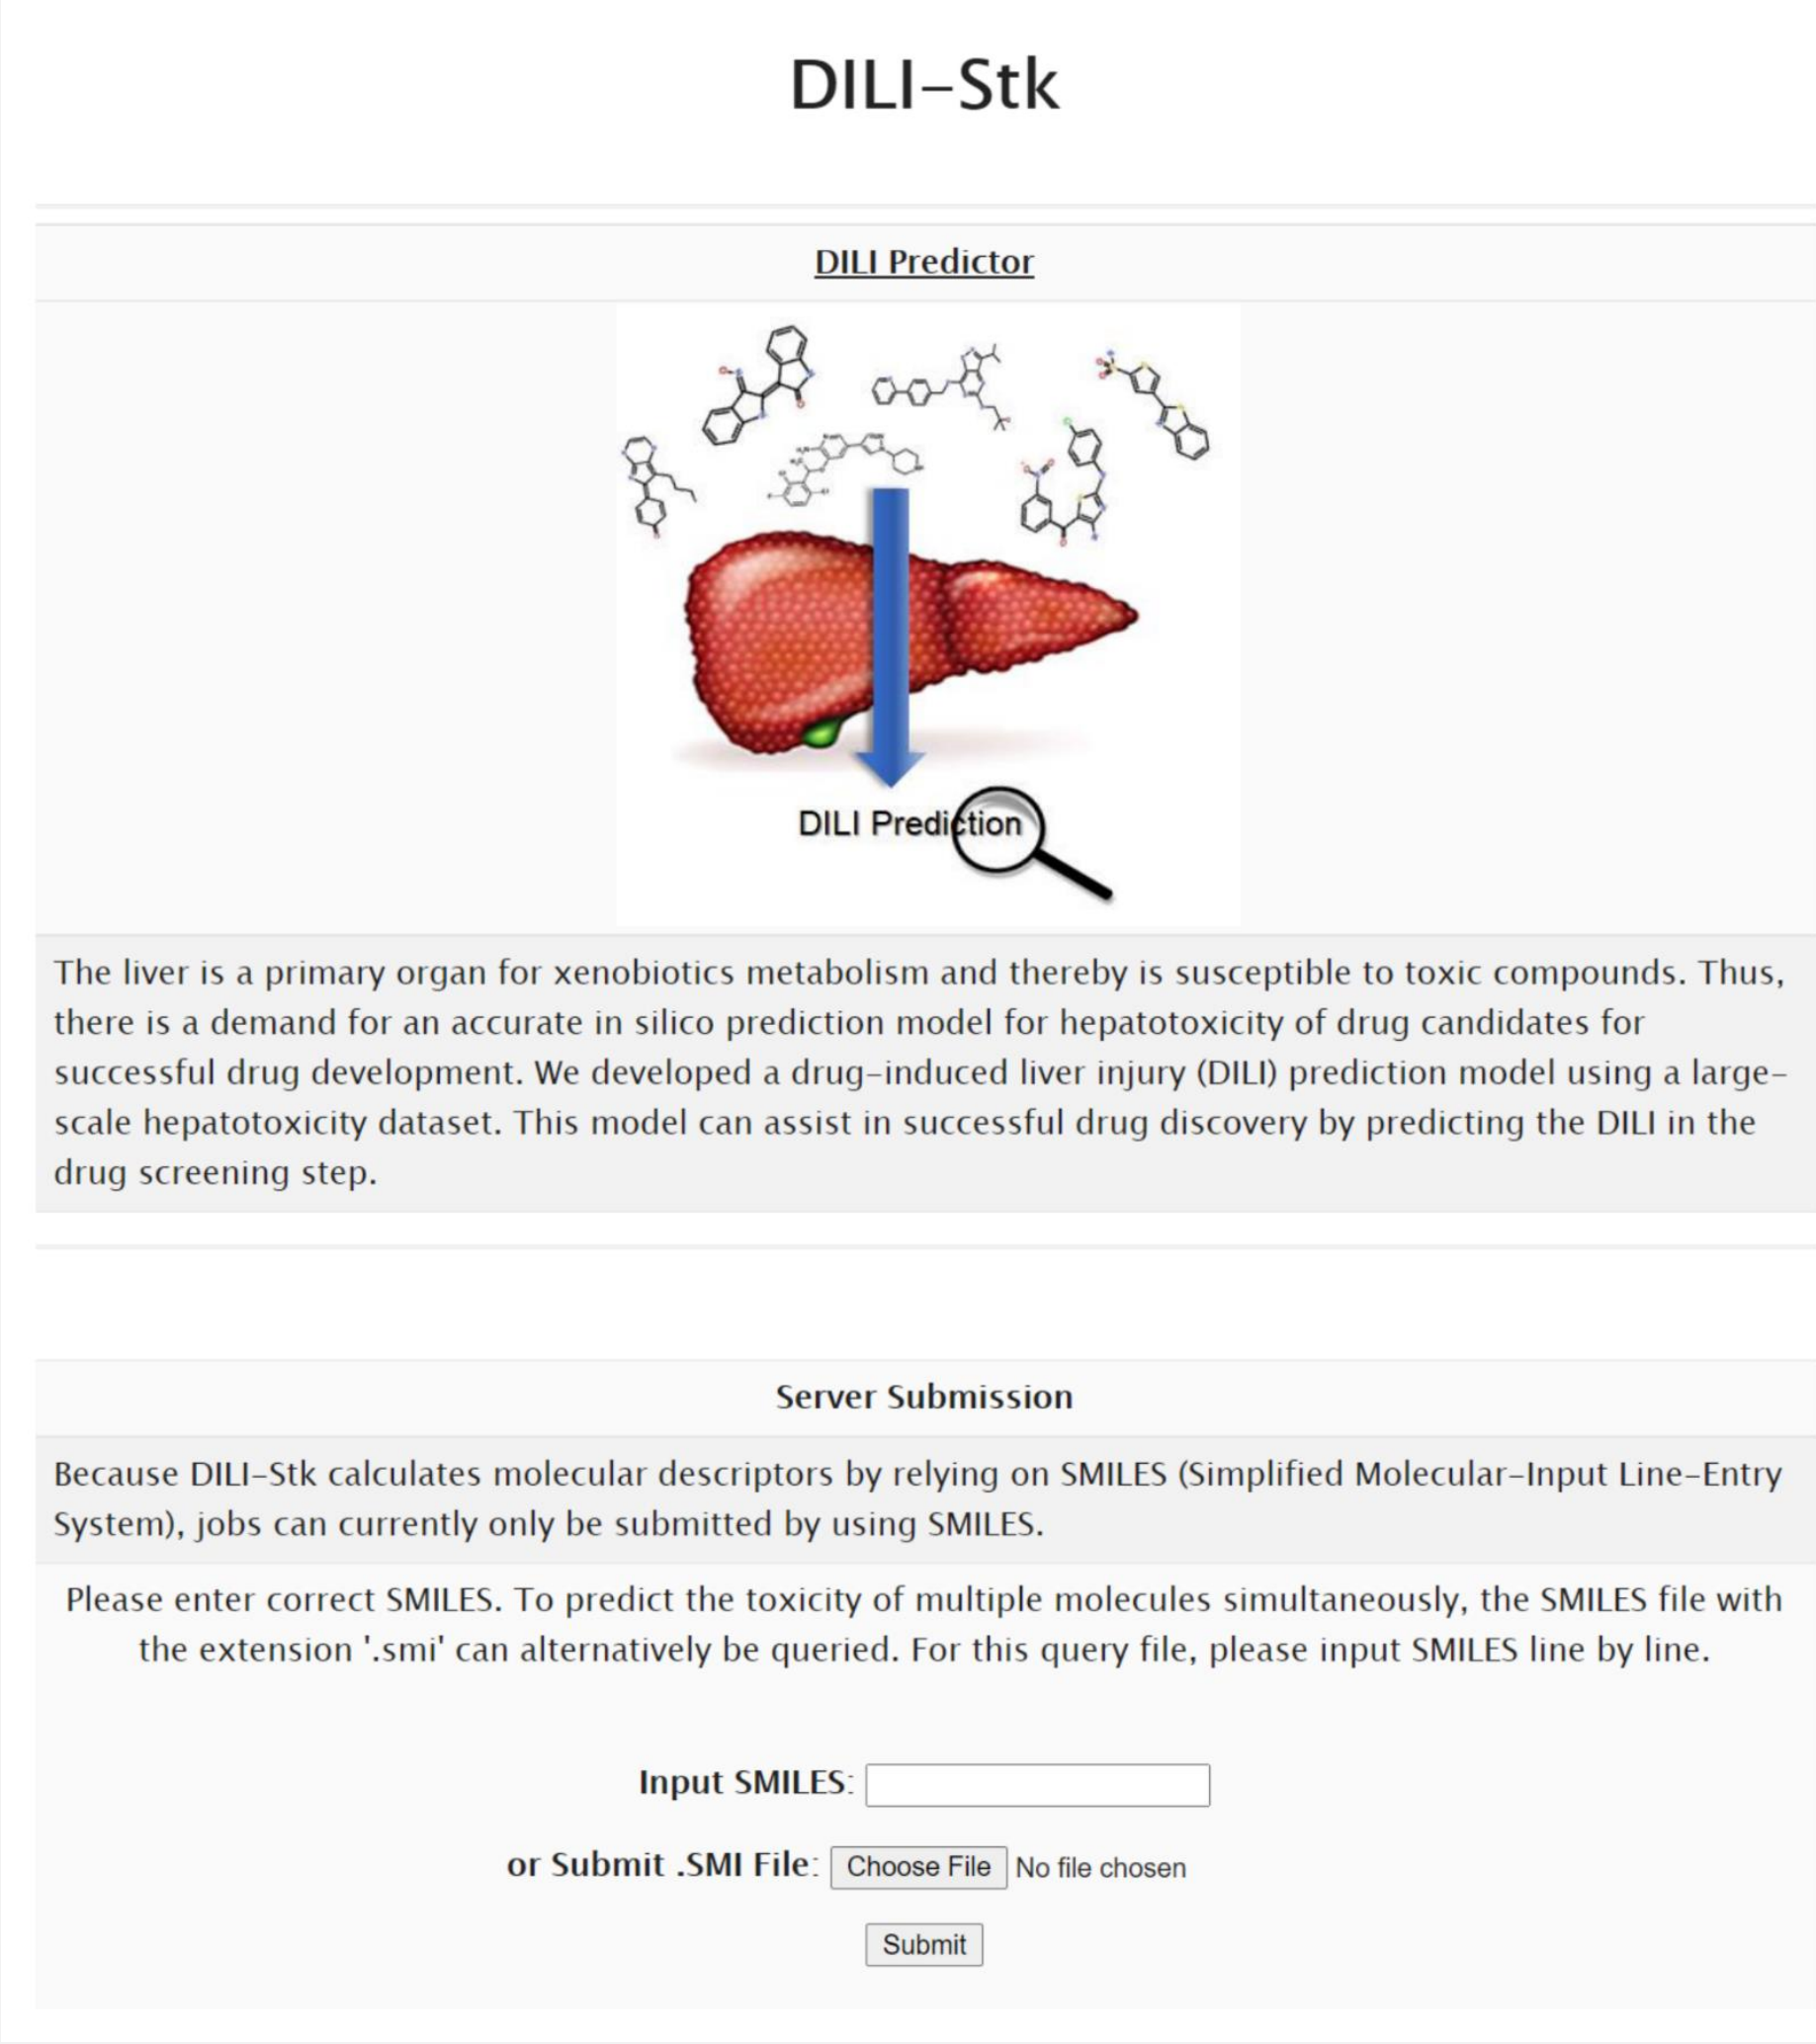 DILI-Stk
DILI Predictor
DILI Prediction
The liver is a primary organ for xenobiotics metabolism and thereby is susceptible to toxic compounds. Thus,
there is a demand for an accurate in silico prediction model for hepatotoxicity of drug candidates for
successful drug development. We developed a drug-induced liver injury (DILI) prediction model using a large-
scale hepatotoxicity dataset. This model can assist in successful drug discovery by predicting the DILI in the
drug screening step.
Server Submission
Because DILI-Stk calculates molecular descriptors by relying on SMILES (Simplified Molecular-Input Line-Entry
System), jobs can currently only be submitted by using SMILES.
Please enter correct SMILES. To predict the toxicity of multiple molecules simultaneously, the SMILES file with
the extension '.smi' can alternatively be queried. For this query file, please input SMILES line by line.
Input SMILES:
or Submit .SMI File: Choose File No file chosen
Submit